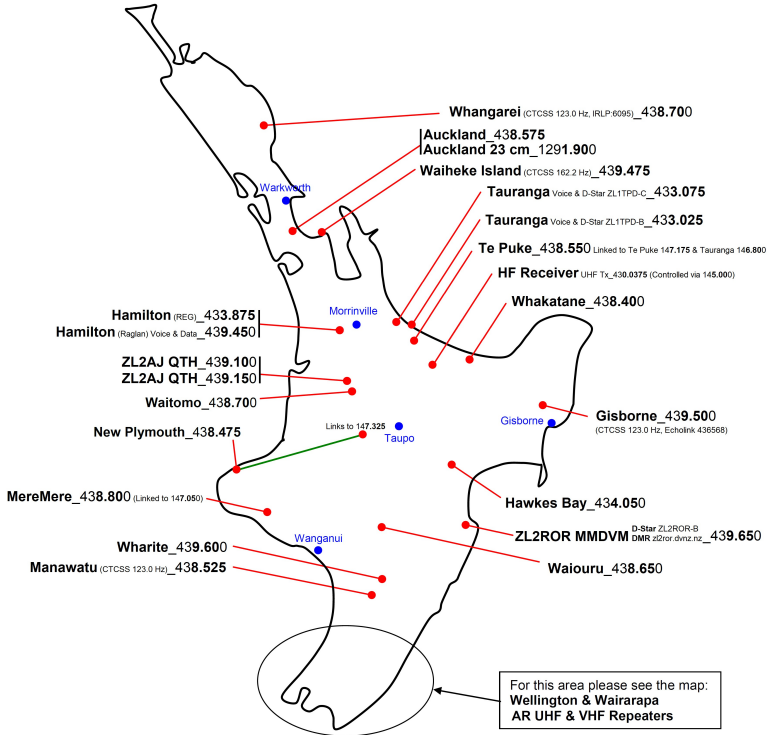 Whangarei (CTCSS 123.0 Hz, IRLP:6095)_438.700
Auckland_438.575
Auckland 23 cm_1291.900
Waiheke Island (CTCSS 162.2 Hz)_439.475
Warkworth
Tauranga Voice & D-Star ZL1TPD-C_433.075
Tauranga Voice & D-Star ZL1TPD-B_433.025
Te Puke_438.550 Linked to Te Puke 147.175 & Tauranga 146.800
HF Receiver UHF Tx_430.0375 (Controlled via 145.000)
Whakatane_438.400
Morrinville
Hamilton (REG)_433.875
Hamilton (Raglan) Voice & Data_439.450
ZL2AJ QTH_439.100
ZL2AJ QTH_439.150
Waitomo_438.700
Gisborne_439.500
(CTCSS 123.0 Hz, Echolink 436568)
Gisborne
New Plymouth_438.475
Links to 147.325
Taupo
MereMere_438.800 (Linked to 147.050)
Hawkes Bay_434.050
ZL2ROR MMDVM D-Star ZL2ROR-B
DMR zl2ror.dvnz.nz_439.650
Wanganui
Wharite_439.600
Manawatu (CTCSS 123.0 Hz)_438.525
Waiouru_438.650
For this area please see the map:
Wellington & Wairarapa
AR UHF & VHF Repeaters